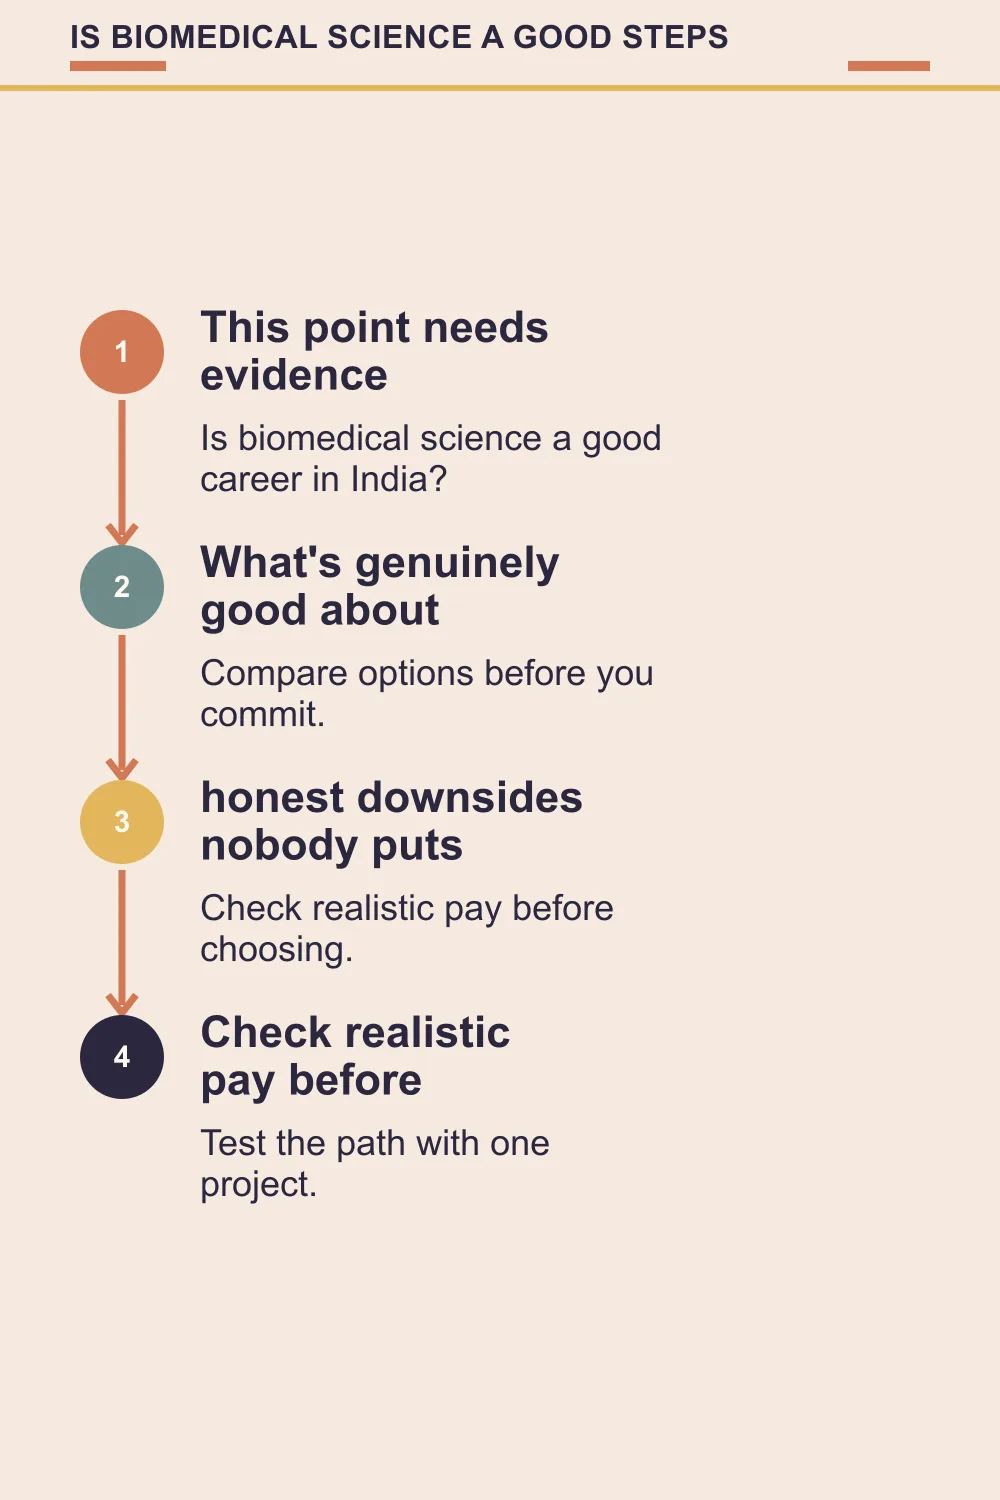 IS BIOMEDICAL SCIENCE A GOOD STEPS
1
This point needs
evidence
Is biomedical science a good
career in India?
2
What's genuinely
good about
Compare options before you
commit.
3
honest downsides
nobody puts
Check realistic pay before
choosing.
4
Check realistic
pay before
Test the path with one
project.